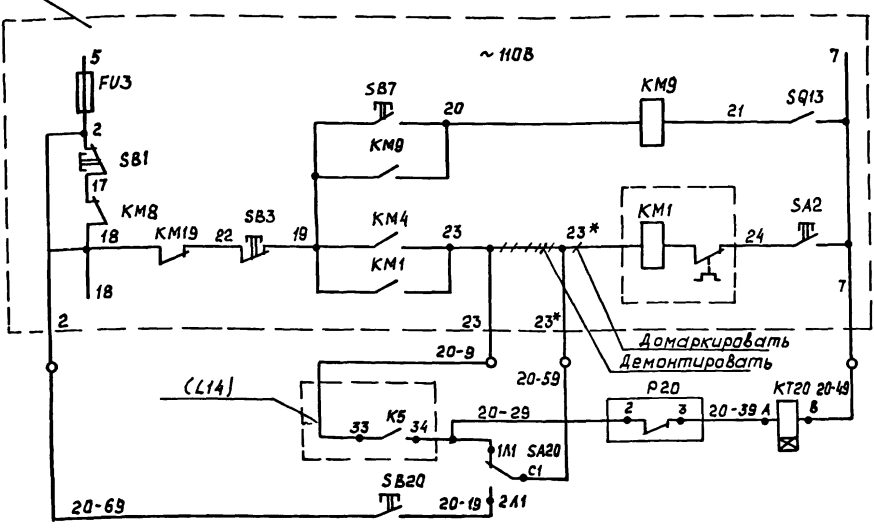 5
~110В
7
FU3
SB7
20
KM9
21
SQ13
2
SB1
KM9
17
KM8
18
KM19
22
SB3
19
KM4
23
23*
KM1
24
SA2
KM1
18
7
2
23
23*
Домаркировать
20-9
Демонтировать
20-59
(L14)
P20
KT20
20-49
33
K5
34
20-29
2
3
20-39
A
B
1Л1
SA20
C1
SB20
20-69
20-19
2Л1